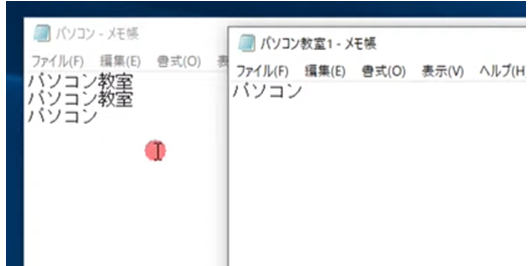 パソコン - メモ帳
ファイル(F) 編集(E) 書式(O) 表
パソコン教室
パソコン教室
パソコン
パソコン教室1 - メモ帳
ファイル(F) 編集(E) 書式(O) 表示(V) ヘルプ(H
パソコン